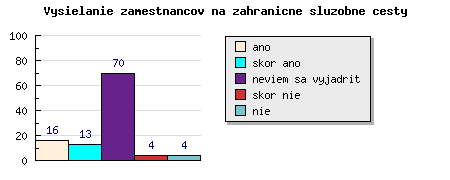 Vysielanie zamestnancov na zahranicne sluzobne cesty
100
80
60
40
20
0
16
13
70
4
4
ano
skor ano
neviem sa vyjadrit
skor nie
nie